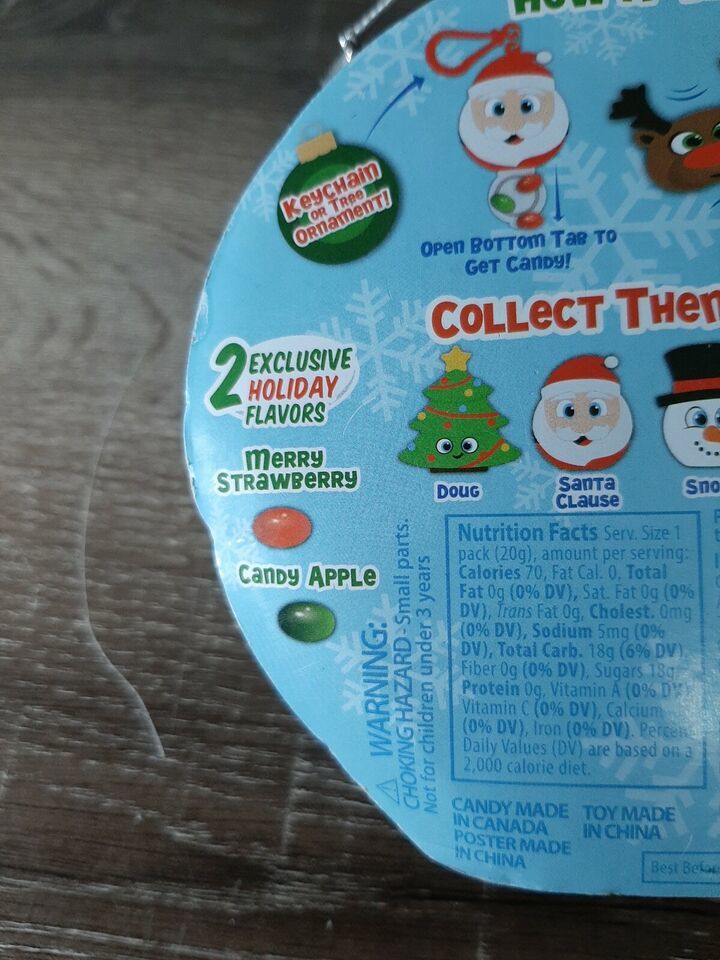 Keychain
or Tree
Ornament!
Open Bottom Tab to
Get Candy!
Collect
2 Exclusive
Holiday
Flavors
Merry
Strawberry
Candy Apple
Doug
Santa
Clause
WARNING:
CHOKING HAZARD - Small parts.
Not for children under 3 years
Nutrition Facts Serv. Size 1
pack (20g), amount per serving:
Calories 70, Fat Cal. 0, Total
Fat 0g (0% DV), Sat. Fat 0g (0%
DV), Trans Fat 0g, Cholest. 0mg
(0% DV), Sodium 5mg (0%
DV), Total Carb. 18g (6% DV),
Fiber 0g (0% DV), Sugars 18g,
Protein 0g, Vitamin A (0% DV),
Vitamin C (0% DV), Calcium
(0% DV), Iron (0% DV). Percent
Daily Values (DV) are based on a
2,000 calorie diet.
CANDY MADE
IN CANADA
POSTER MADE
IN CHINA
TOY MADE
IN CHINA
Best